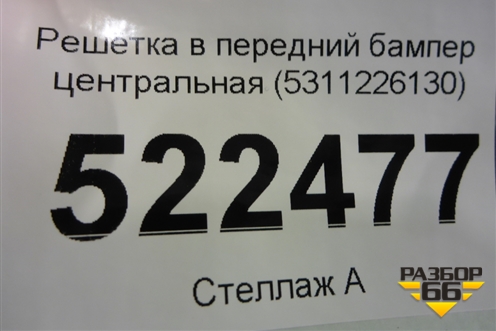 Решетка в передний бампер
центральная (5311226130)
522477
Стеллаж А
РАЗБОР
66